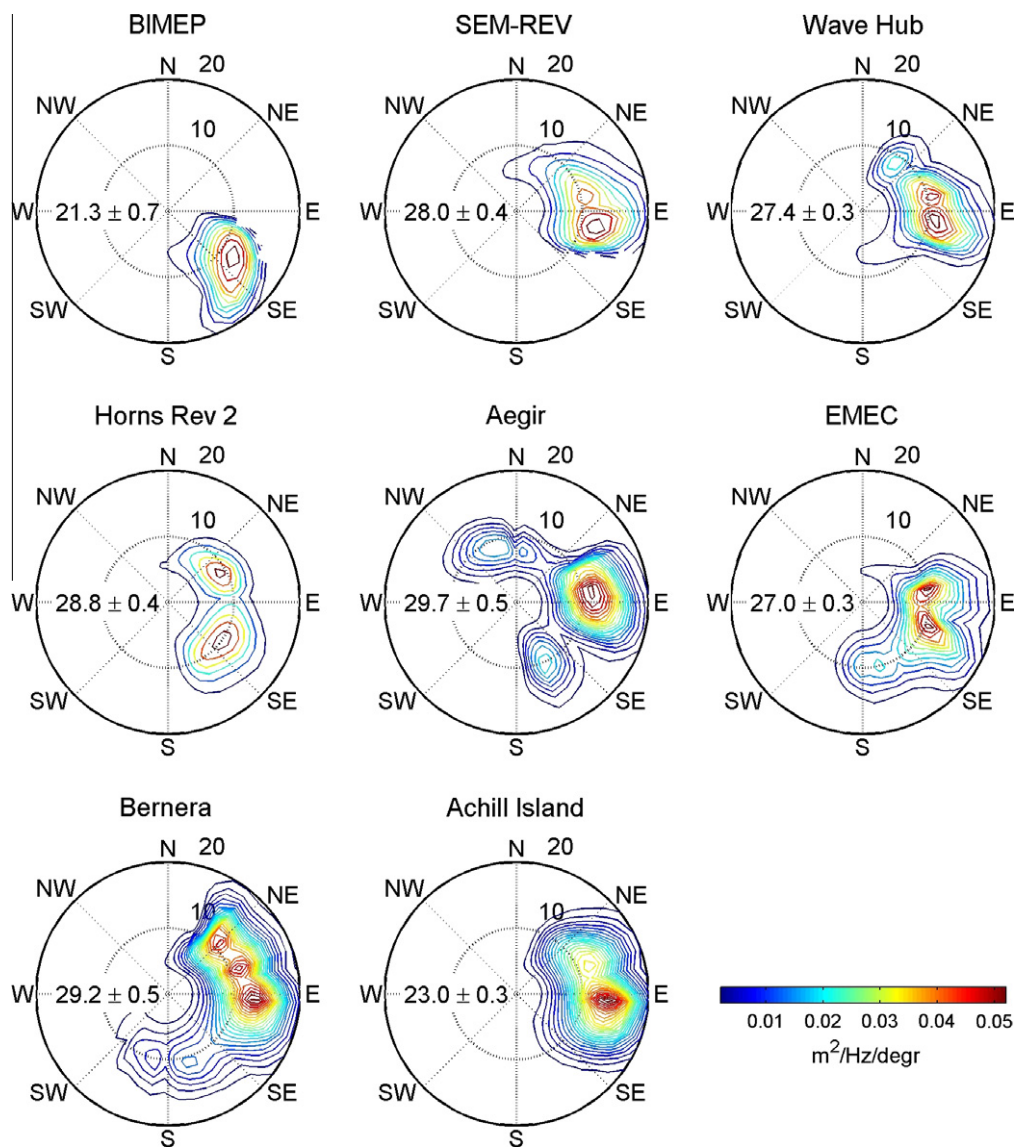 BIMEP SEM-REV Wave Hub
N 20 N 20 N 20
NW NE NW NE NW NE
10 10 10
W 21.3 ± 0.7 E W 28.0 ± 0.4 E W 27.4 ± 0.3 E
SW SE SW SE SW SE
S S S
Horns Rev 2 Aegir EMEC
N 20 N 20 N 20
NW NE NW NE NW NE
10 10 10
W 28.8 ± 0.4 E W 29.7 ± 0.5 E W 27.0 ± 0.3 E
SW SE SW SE SW SE
S S S
Bernera Achill Island
N 20 N 20
NW NE NW NE
10 10
W 29.2 ± 0.5 E W 23.0 ± 0.3 E
0.01 0.02 0.03 0.04 0.05
m²/Hz/degr
SW SE SW SE
S S